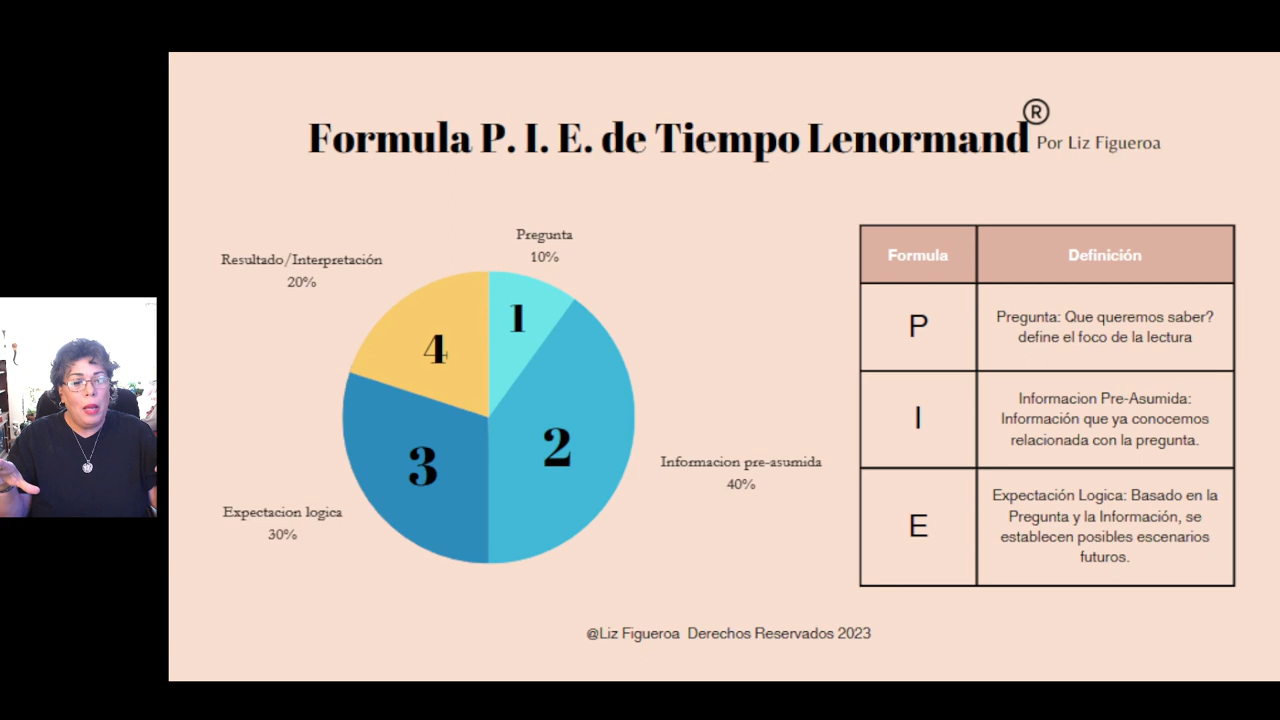 Formula P. I. E. de Tiempo Lenormand ®
Por Liz Figueroa
Pregunta
10%
Resultado/Interpretación
20%
1
4
2
3
Informacion pre-asumida
40%
Expectacion logica
30%
Formula Definición
P
Pregunta: Que queremos saber?
define el foco de la lectura
I
Informacion Pre-Asumida:
Información que ya conocemos
relacionada con la pregunta.
E
Expectación Logica: Basado en la
Pregunta y la Información, se
establecen posibles escenarios
futuros.
@Liz Figueroa Derechos Reservados 2023